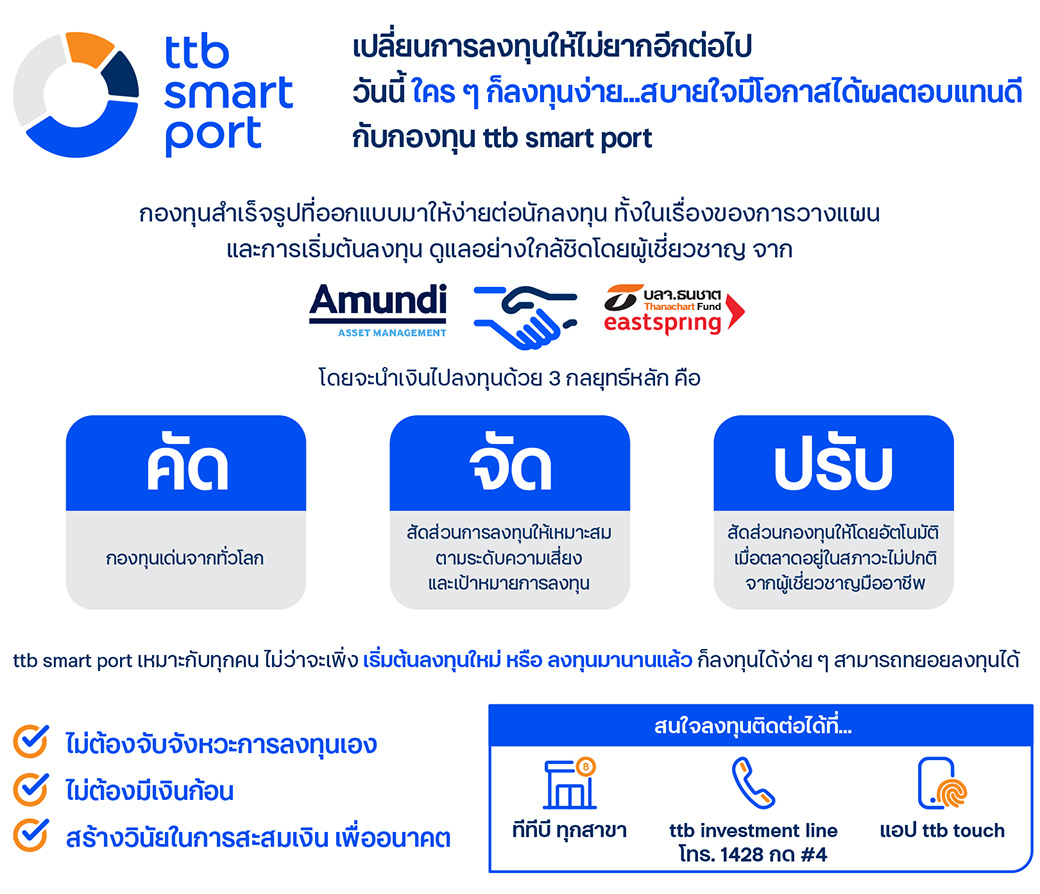 ttb
smart
port
เปลี่ยนการลงทุนให้ไม่ยากอีกต่อไป
วันนี้ ใคร ๆ ก็ลงทุนง่าย...สบายใจมีโอกาสได้ผลตอบแทนดี
กับกองทุน ttb smart port
กองทุนสำเร็จรูปที่ออกแบบมาให้ง่ายต่อนักลงทุน ทั้งในเรื่องของการวางแผน
และการเริ่มต้นลงทุน ดูแลอย่างใกล้ชิดโดยผู้เชี่ยวชาญ จาก
Amundi
ASSET MANAGEMENT
บลจ.ธนชาต
Thanachart Fund
eastspring
โดยจะนำเงินไปลงทุนด้วย 3 กลยุทธ์หลัก คือ
คัด
กองทุนเด่นจากทั่วโลก
จัด
สัดส่วนการลงทุนให้เหมาะสม
ตามระดับความเสี่ยง
และเป้าหมายการลงทุน
ปรับ
สัดส่วนกองทุนให้โดยอัตโนมัติ
เมื่อตลาดอยู่ในสภาวะไม่ปกติ
จากผู้เชี่ยวชาญมืออาชีพ
ttb smart port เหมาะกับทุกคน ไม่ว่าจะเพิ่ง เริ่มต้นลงทุนใหม่ หรือ ลงทุนมานานแล้ว ก็ลงทุนได้ง่าย ๆ สามารถทยอยลงทุนได้
ไม่ต้องจับจังหวะการลงทุนเอง
ไม่ต้องมีเงินก้อน
สร้างวินัยในการสะสมเงิน เพื่ออนาคต
สนใจลงทุนติดต่อได้ที่...
ทีทีบี ทุกสาขา
ttb investment line
โทร. 1428 กด #4
แอป ttb touch